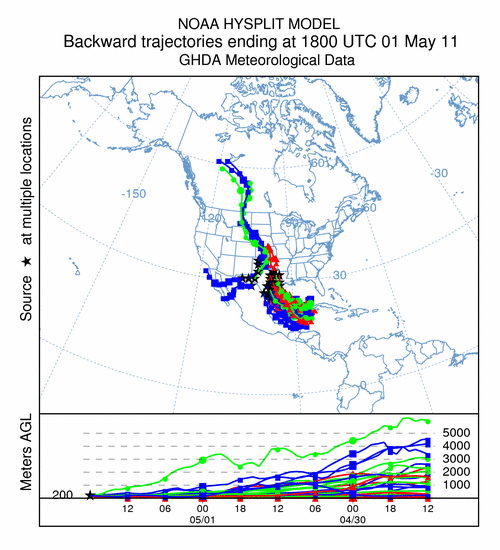 NOAA HYSPLIT MODEL
Backward trajectories ending at 1800 UTC 01 May 11
GHDA Meteorological Data
Source ★ at multiple locations
-150
60
-30
-60
30
Meters AGL
5000
4000
3000
2000
1000
200
12 06 00 18 12 06 00 18 12
05/01 04/30